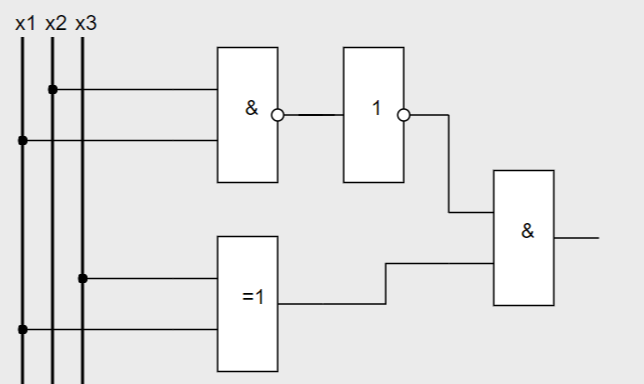 x1 x2 x3
& 1
&
=1